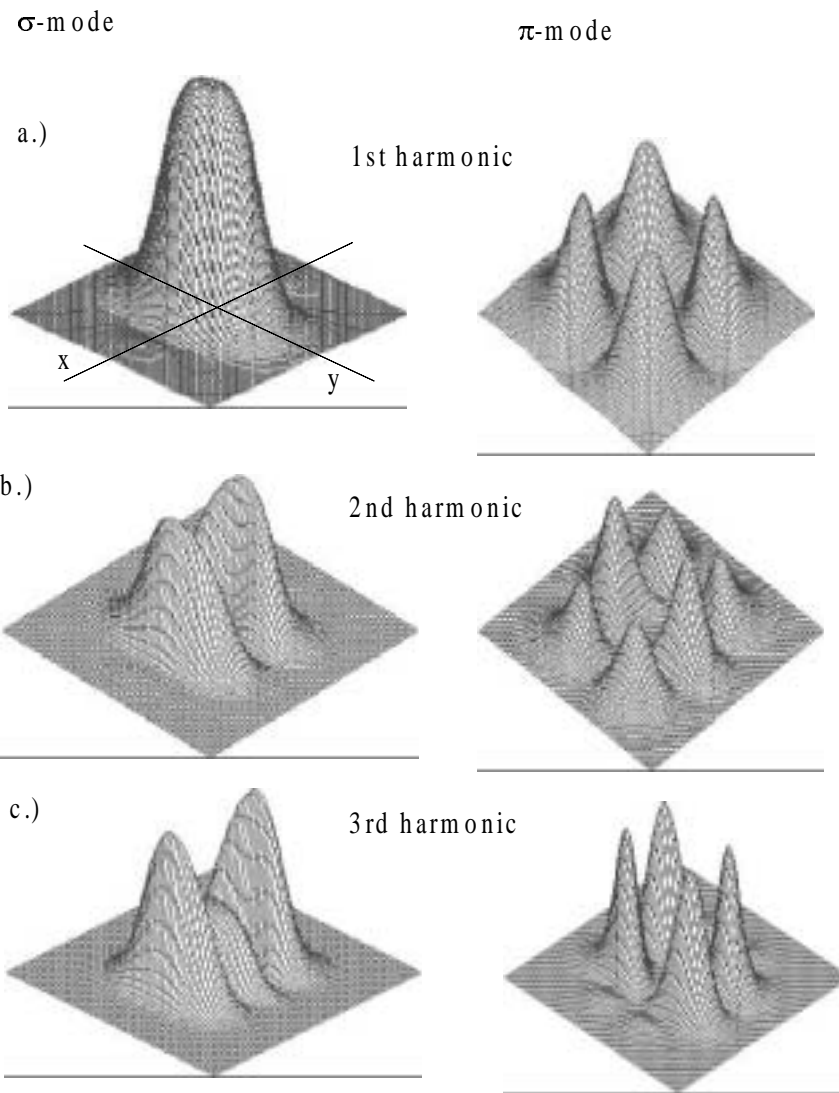 σ-mode
π-mode
a.)
1st harmonic
x
y
b.)
2nd harmonic
c.)
3rd harmonic